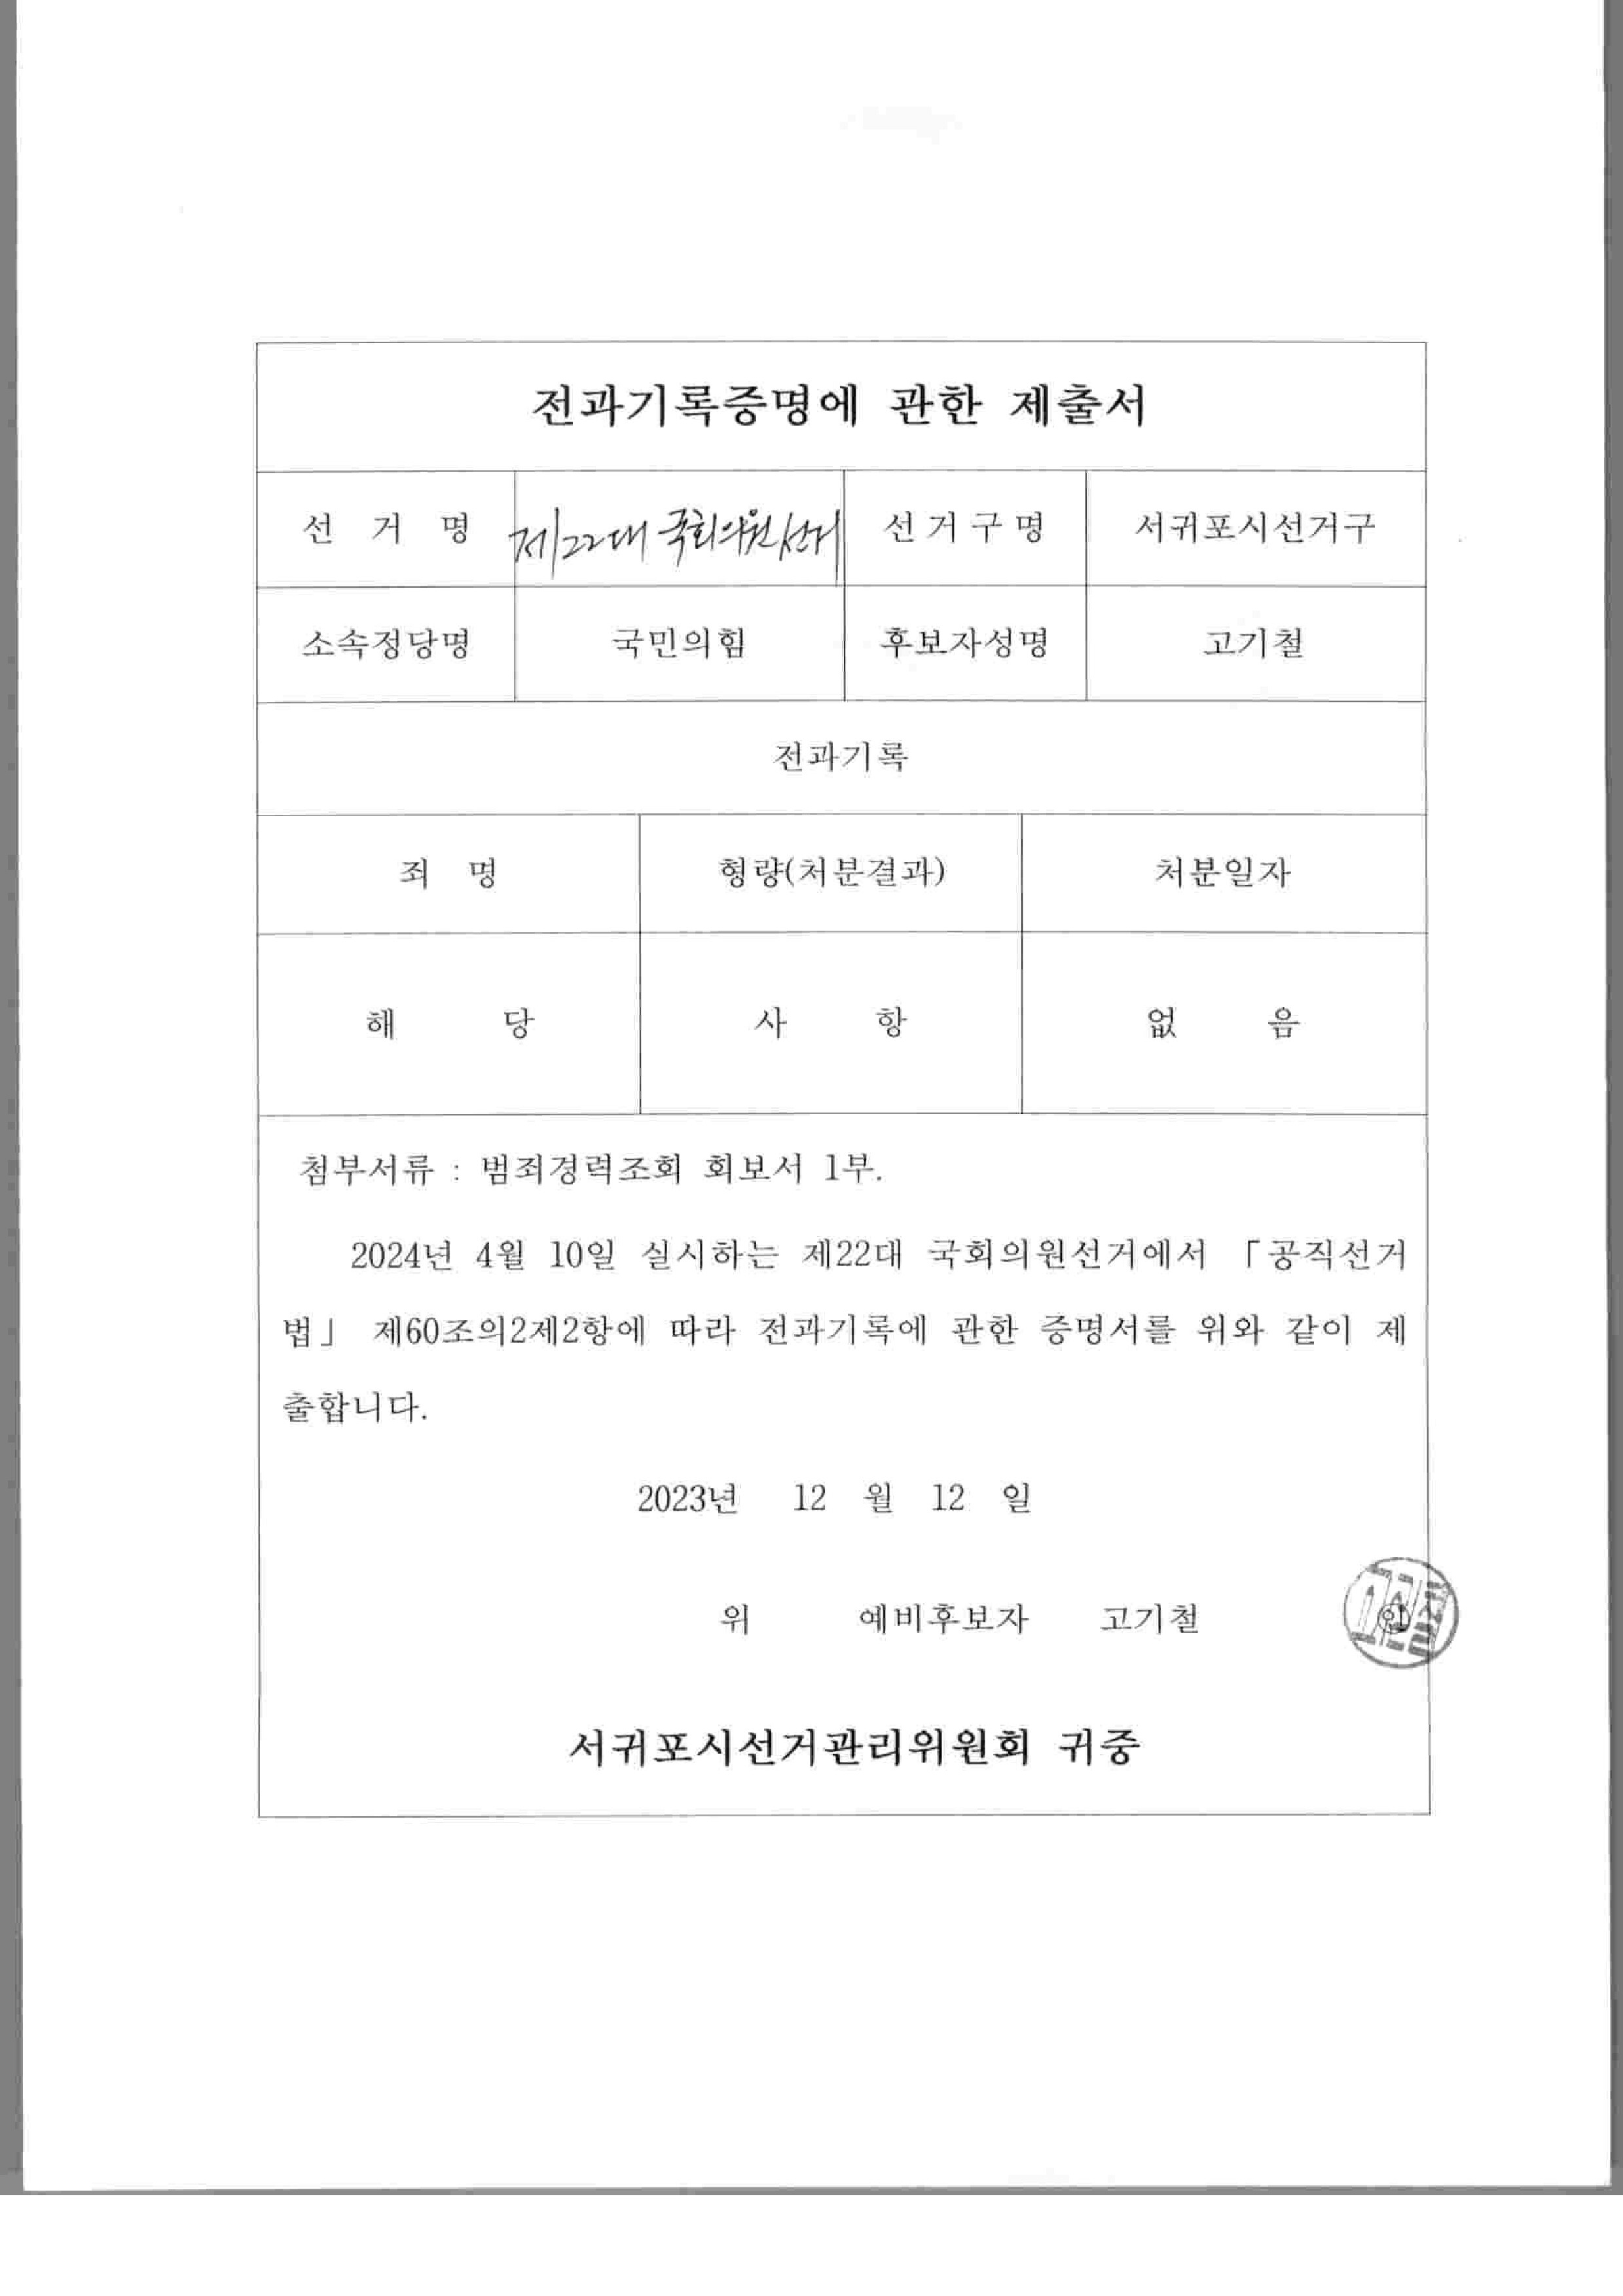 전과기록증명에 관한 제출서
선 거 명 제22대 국회의원선거 선거구명 서귀포시선거구
소속정당명 국민의힘 후보자성명 고기철
전과기록
죄 명 형량(처분결과) 처분일자
해 당 사 항 없 음
첨부서류 : 범죄경력조회 회보서 1부.
2024년 4월 10일 실시하는 제22대 국회의원선거에서 「공직선거
법」 제60조의2제2항에 따라 전과기록에 관한 증명서를 위와 같이 제
출합니다.
2023년 12 월 12 일
위 예비후보자 고기철 ㊞
서귀포시선거관리위원회 귀중